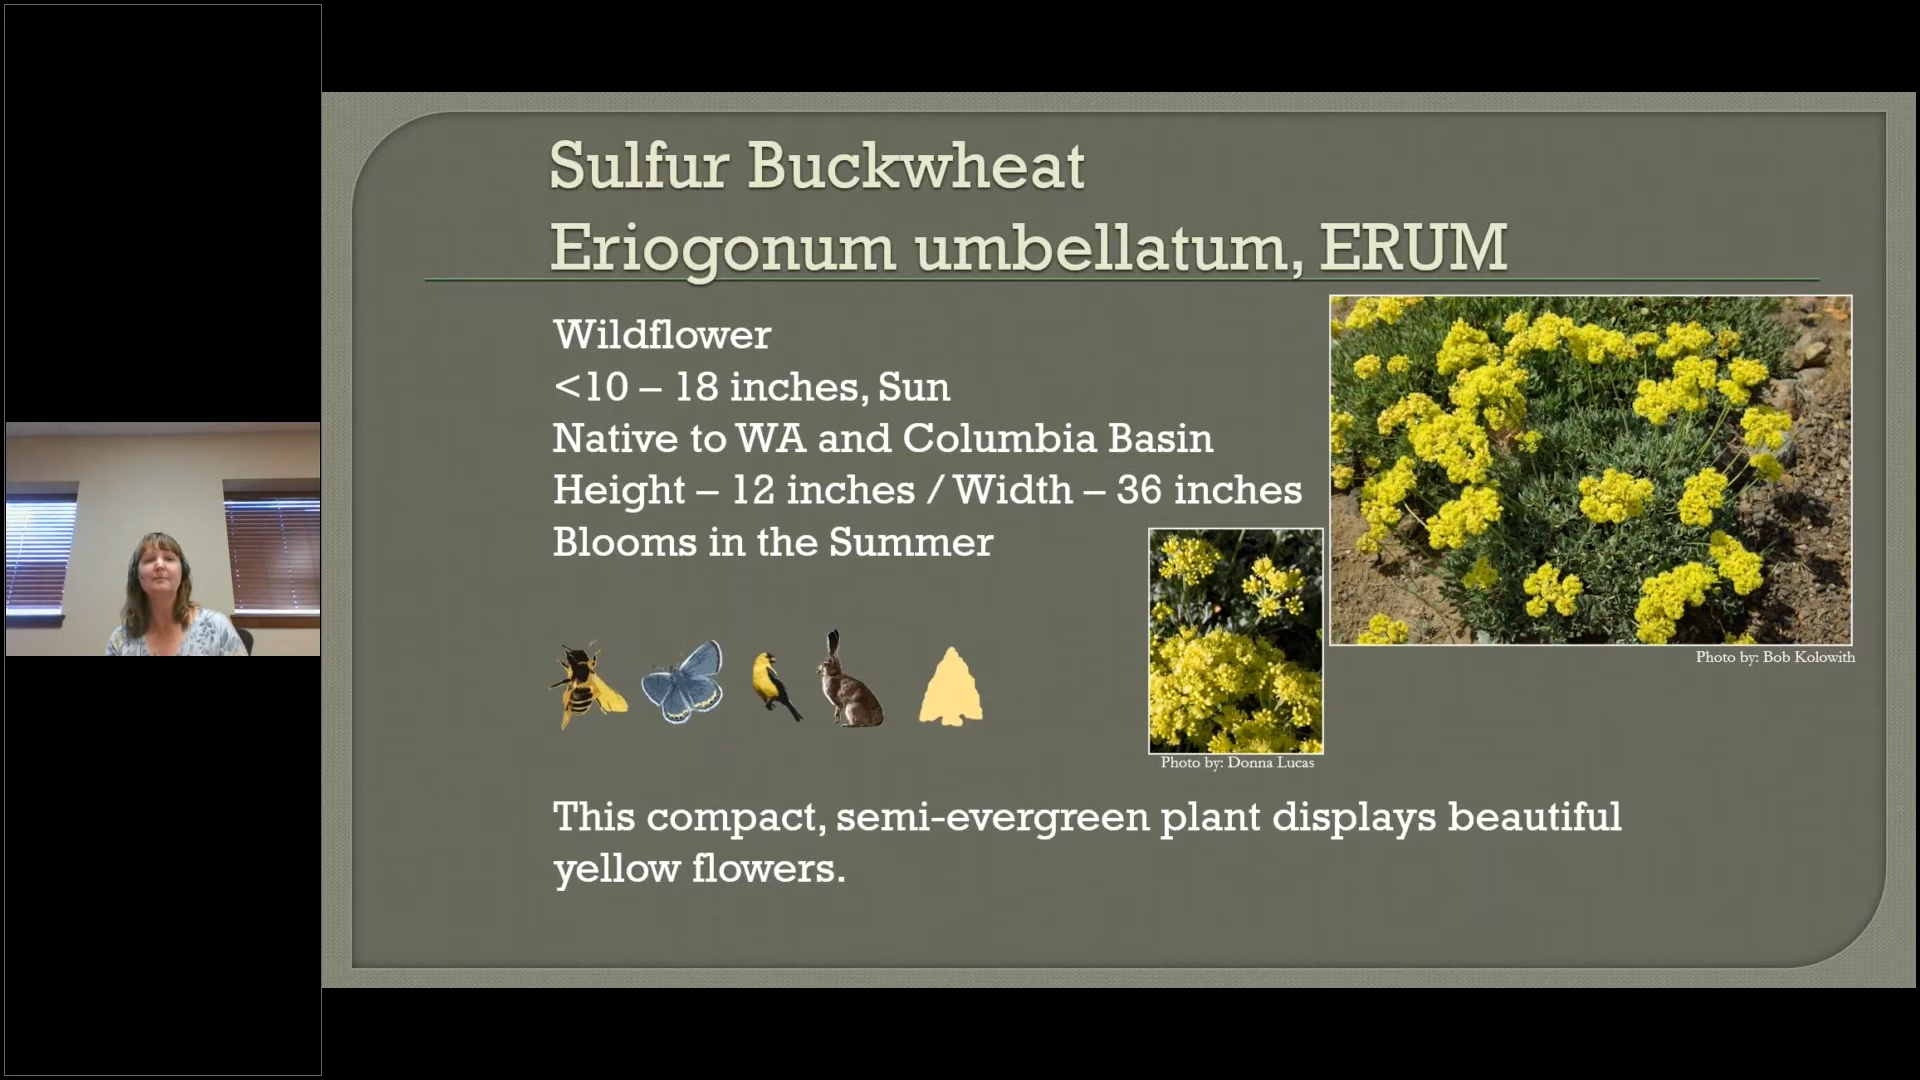 Sulfur Buckwheat
Eriogonum umbellatum, ERUM
Wildflower
<10 – 18 inches, Sun
Native to WA and Columbia Basin
Height – 12 inches / Width – 36 inches
Blooms in the Summer
Photo by: Bob Kolowith
Photo by: Donna Lucas
This compact, semi-evergreen plant displays beautiful
yellow flowers.